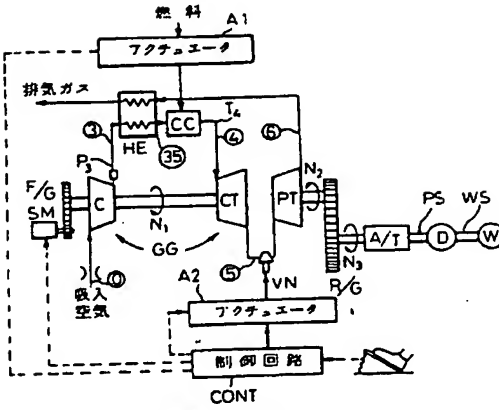 燃料
A1
アクチュエータ
排気ガス
T4
③
CC
④
⑥
HE
㉟
P3
F/G
SM
C
N1
CT
PT
N2
GG
PS
WS
A/T
D
W
N3
R/G
⓪
吸入
空気
⑤
VN
A2
アクチュエータ
制御回路
CONT